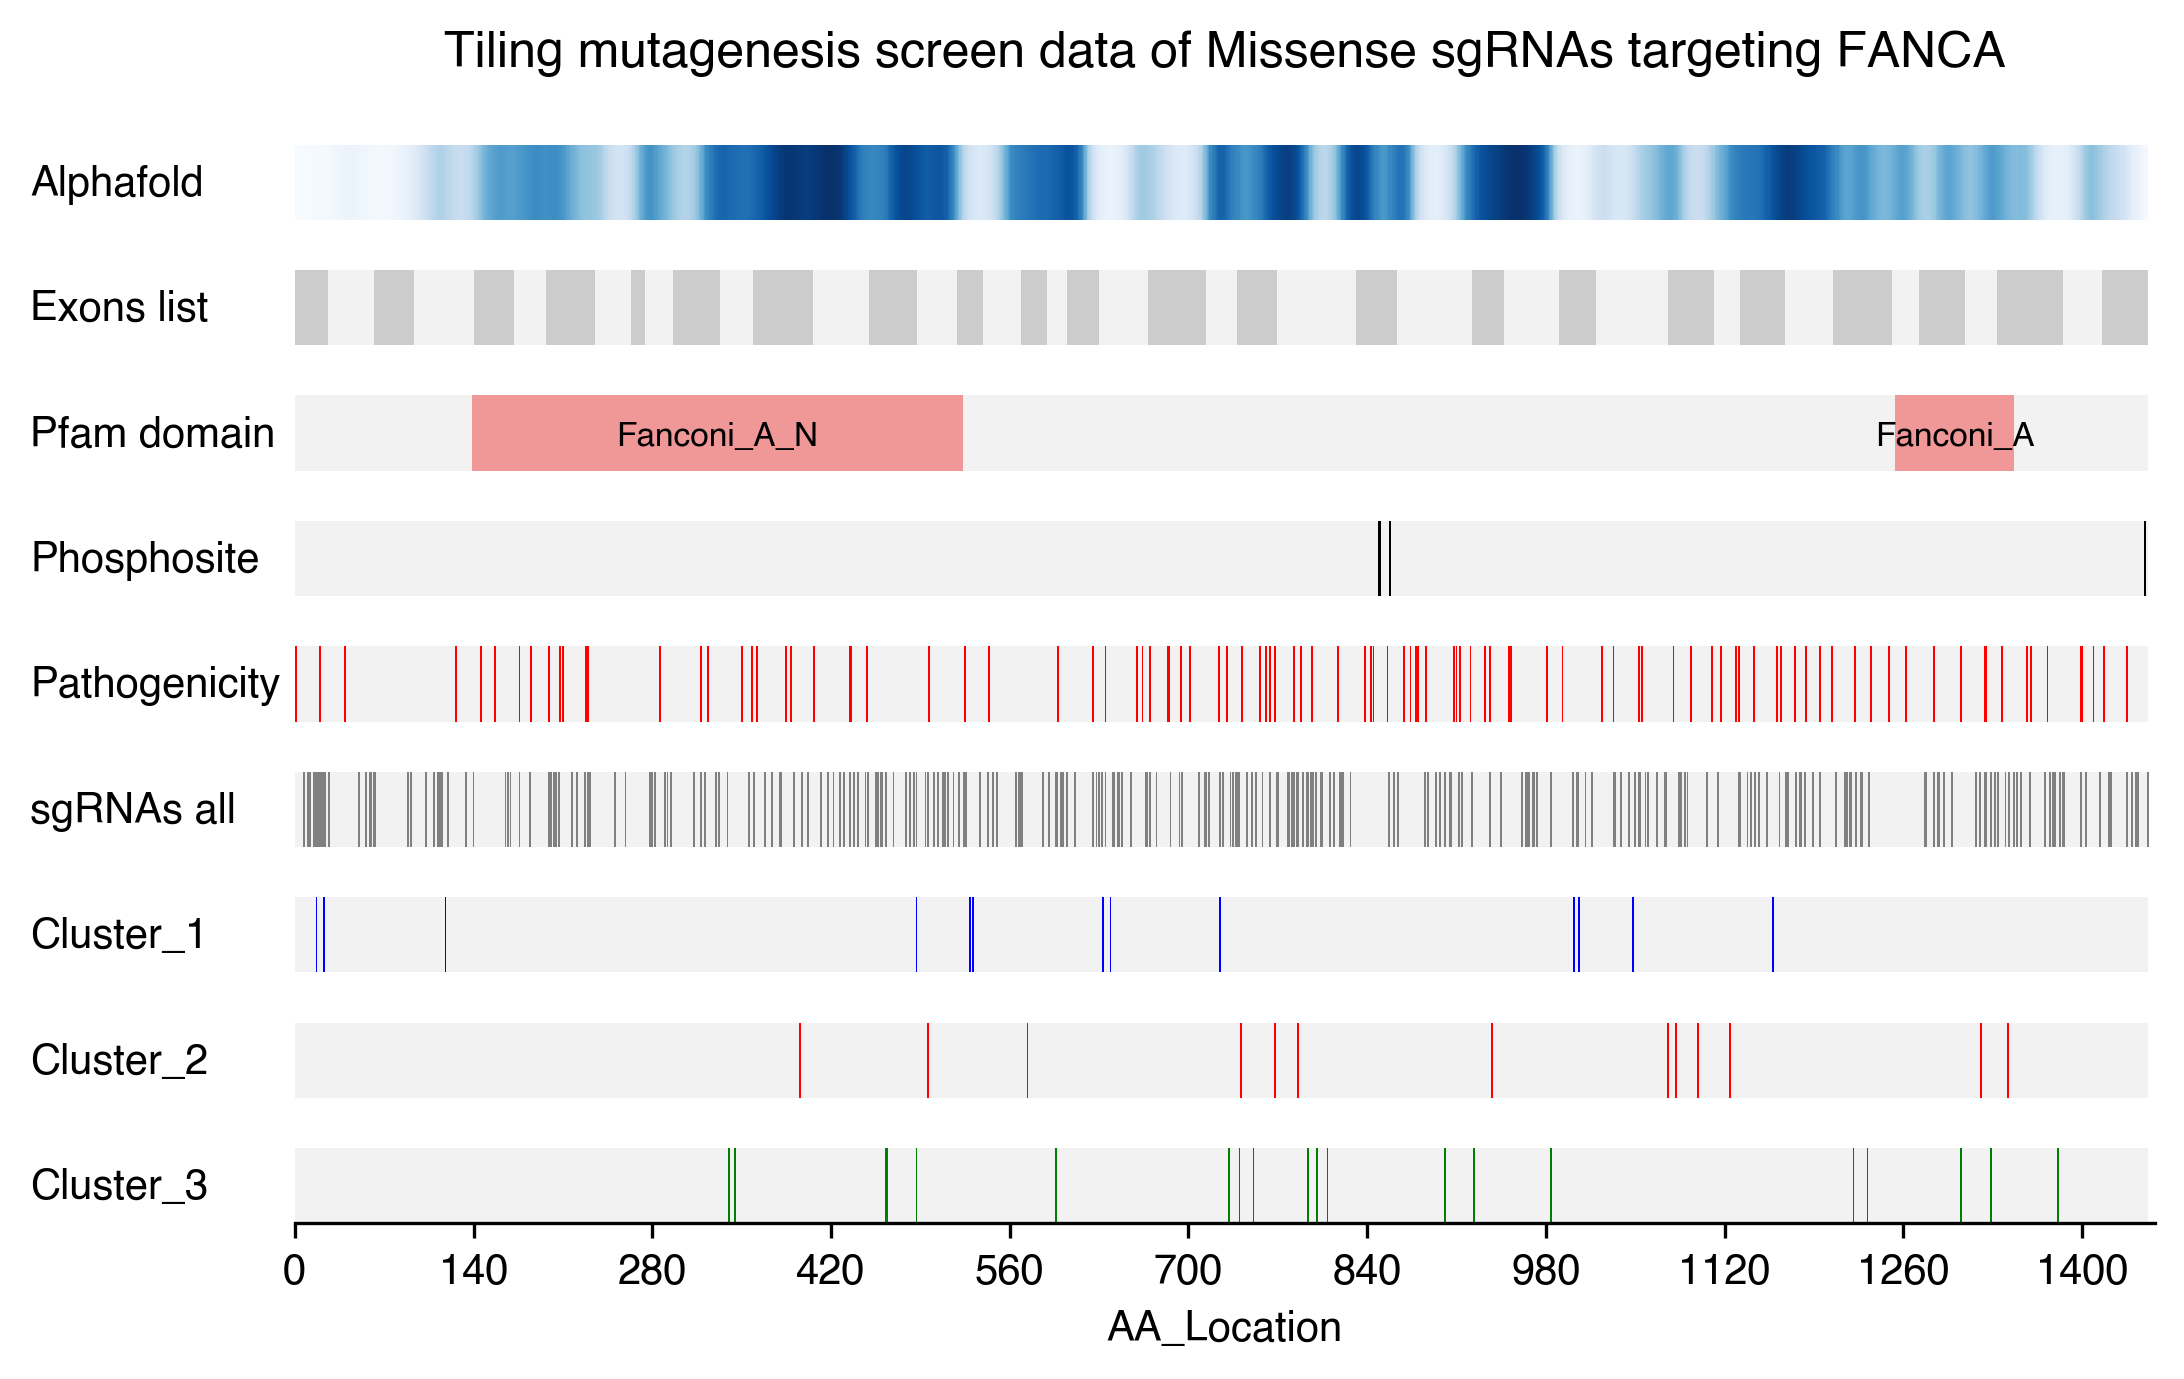 Tiling mutagenesis screen data of Missense sgRNAs targeting FANCA
Alphafold
Exons list
Pfam domain
Fanconi_A_N
Fanconi_A
Phosphosite
Pathogenicity
sgRNAs all
Cluster_1
Cluster_2
Cluster_3
0 140 280 420 560 700 840 980 1120 1260 1400
AA_Location